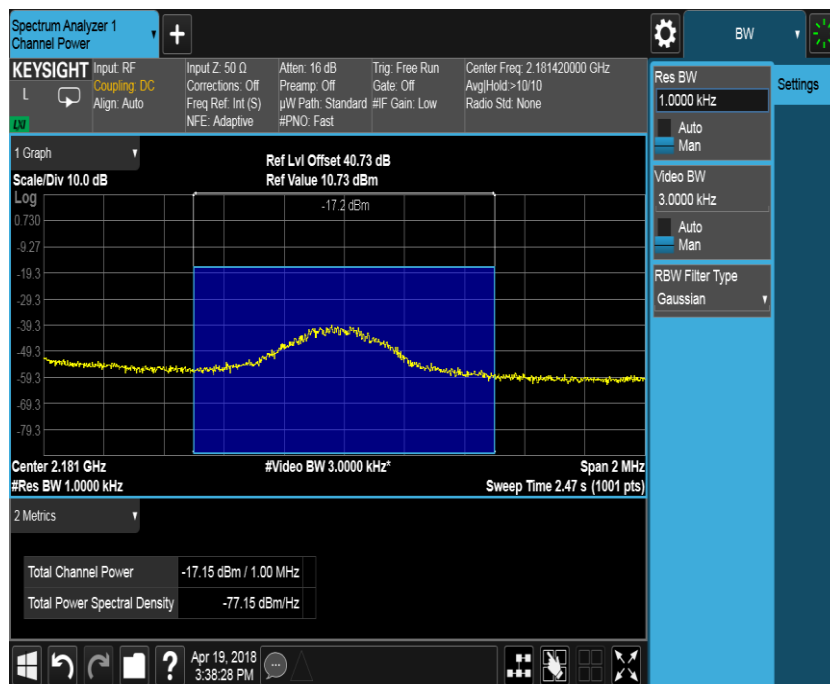 Spectrum Analyzer 1
Channel Power
+
BW
KEYSIGHT
L
LXI
Input: RF
Coupling: DC
Align: Auto
Input Z: 50 Ω
Corrections: Off
Freq Ref: Int (S)
NFE: Adaptive
Atten: 16 dB
Preamp: Off
µW Path: Standard
#PNO: Fast
Trig: Free Run
Gate: Off
#IF Gain: Low
Center Freq: 2.181420000 GHz
Avg|Hold:>10/10
Radio Std: None
Res BW
1.0000 kHz
Auto
Man
Video BW
3.0000 kHz
Auto
Man
RBW Filter Type
Gaussian
Settings
1 Graph
Scale/Div 10.0 dB
Ref Lvl Offset 40.73 dB
Ref Value 10.73 dBm
Log
-17.2 dBm
0.730
-9.27
-19.3
-29.3
-39.3
-49.3
-59.3
-69.3
-79.3
Center 2.181 GHz
#Res BW 1.0000 kHz
#Video BW 3.0000 kHz*
Span 2 MHz
Sweep Time 2.47 s (1001 pts)
2 Metrics
Total Channel Power -17.15 dBm / 1.00 MHz
Total Power Spectral Density -77.15 dBm/Hz
?
Apr 19, 2018
3:38:28 PM